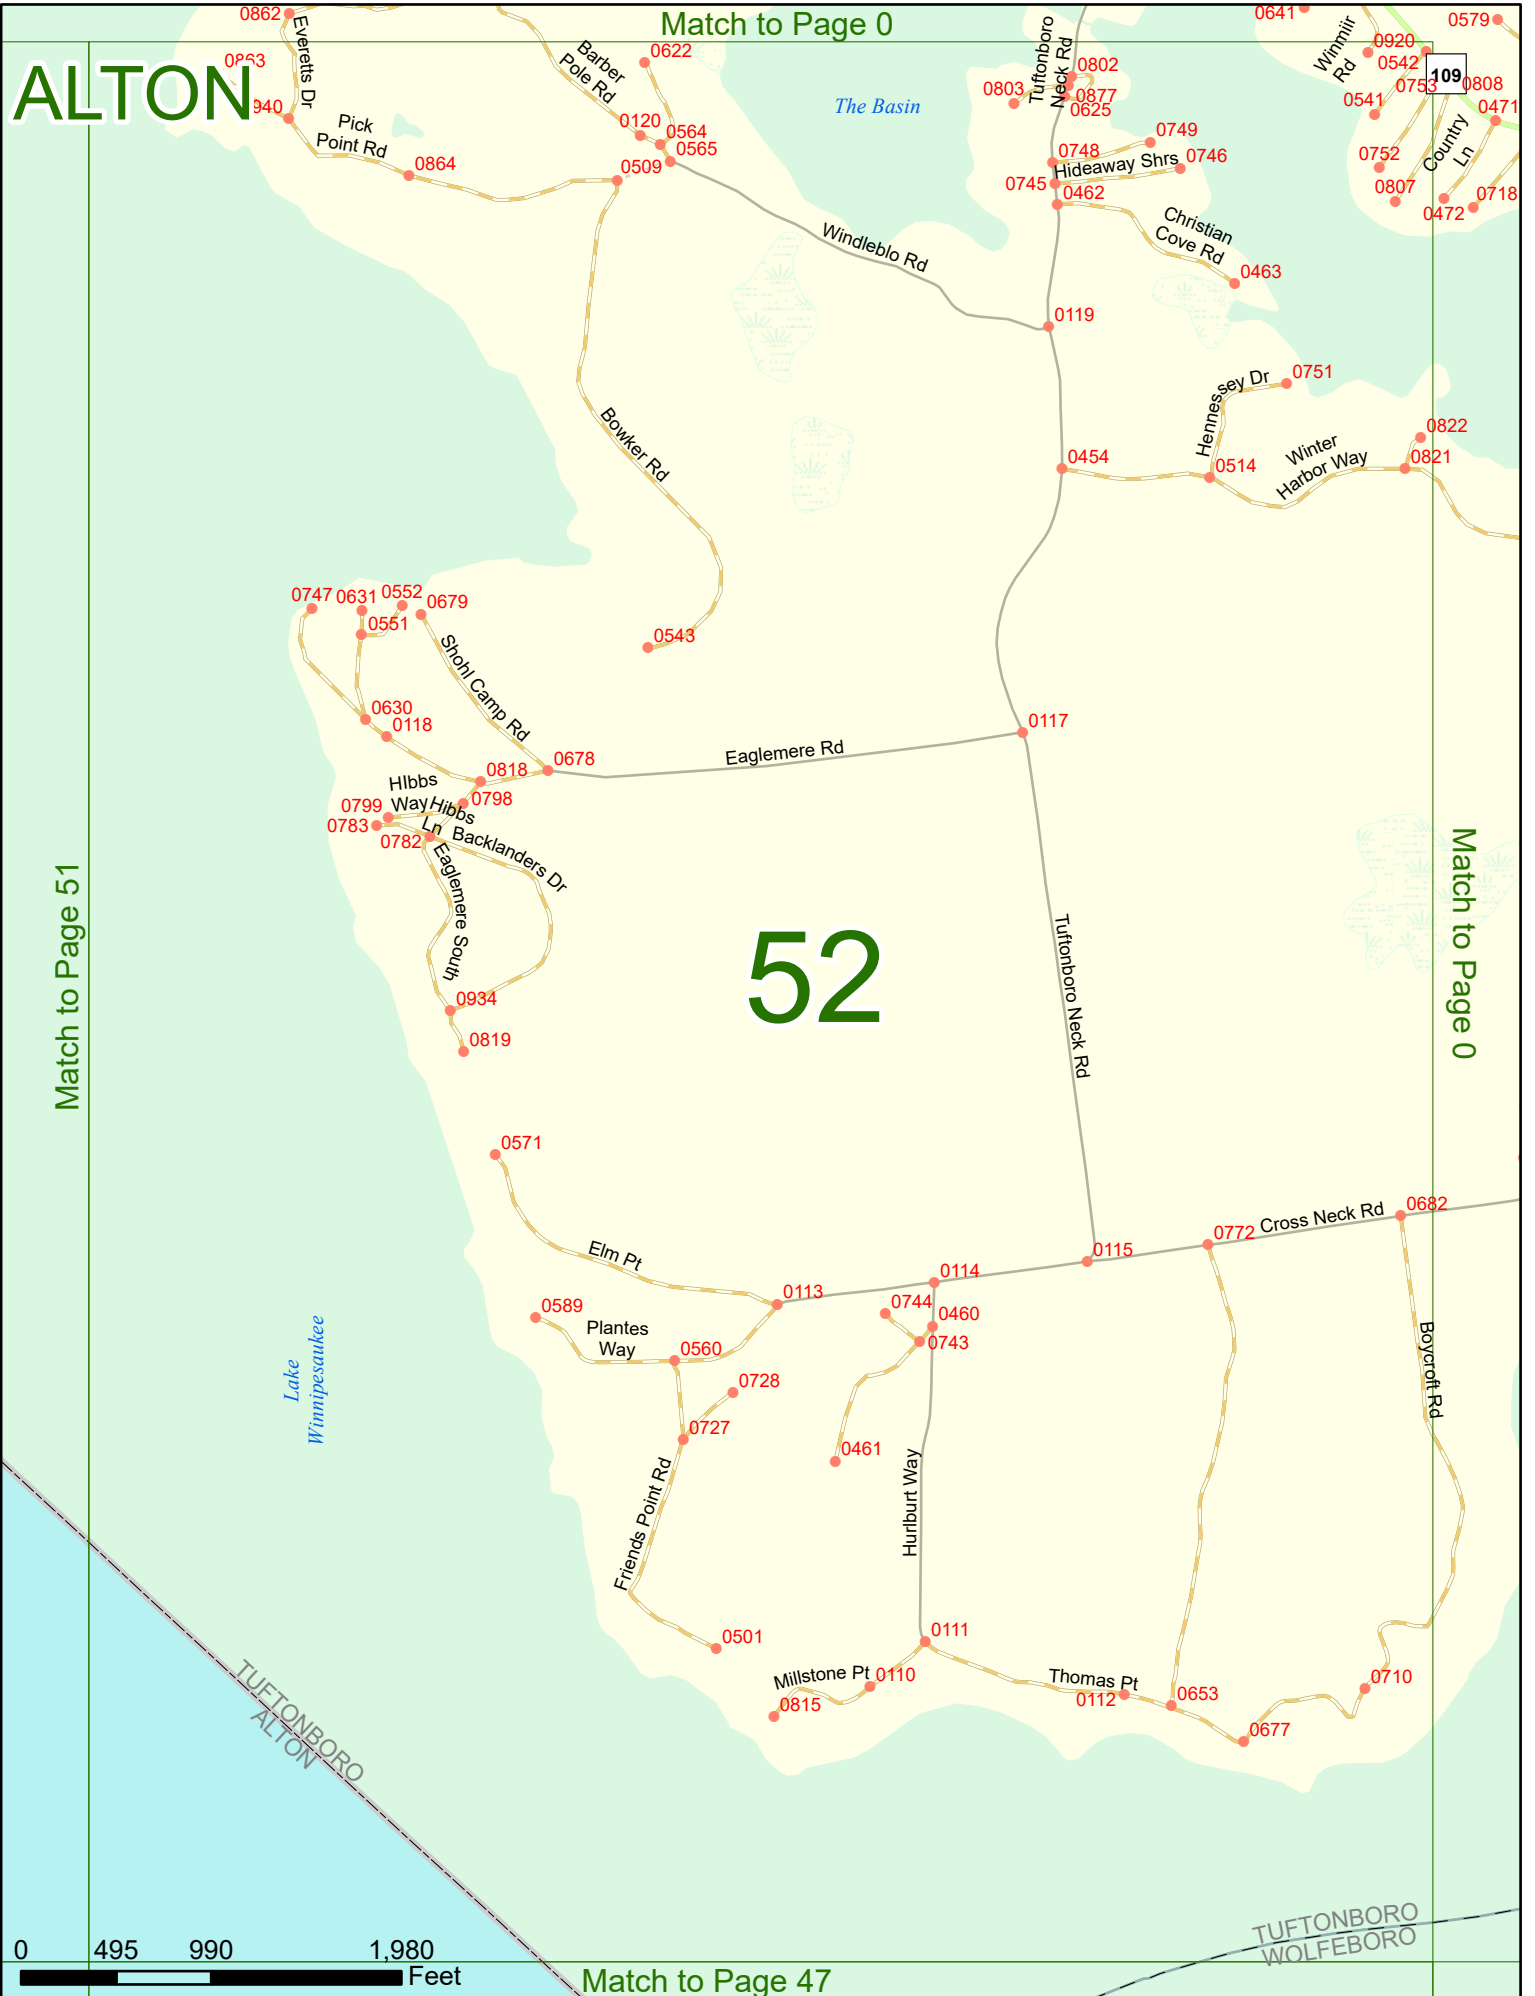 Match to Page 0
ALTON
0862
Everetts Dr
0863
0940
Pick
Point Rd
0864
Barber
Pole Rd
0622
0120
0564
0565
0509
The Basin
Tuftonboro
Neck Rd
0802
0803
0877
0625
0749
0748
0746
Hideaway Shrs
0745
0462
Christian
Cove Rd
0463
0641
Winmiir
Rd
0920
0542
0579
109
0753
0808
0541
0471
Country
Ln
0752
0807
0472
0718
Windleblo Rd
0119
0751
Hennessey Dr
Bowker Rd
0454
0514
Winter
Harbor Way
0822
0821
0747
0631
0552
0679
0551
Shohl Camp Rd
0543
0630
0118
0678
Eaglemere Rd
0117
0818
HIbbs
Way
0798
0799
Hibbs
Ln
0783
0782
Backlanders Dr
Eaglemere South
0934
0819
52
Tuftonboro Neck Rd
Match to Page 51
Match to Page 0
0571
Elm Pt
0113
0114
0115
0772
Cross Neck Rd
0682
0589
Plantes
Way
0560
0744
0460
0743
Lake
Winnipesaukee
0728
0727
0461
Boycroft Rd
Friends Point Rd
Hurlburt Way
0501
0111
Millstone Pt
0110
0815
Thomas Pt
0112
0653
0710
0677
TUFTONBORO
ALTON
TUFTONBORO
WOLFEBORO
0 495 990 1,980
Feet
Match to Page 47